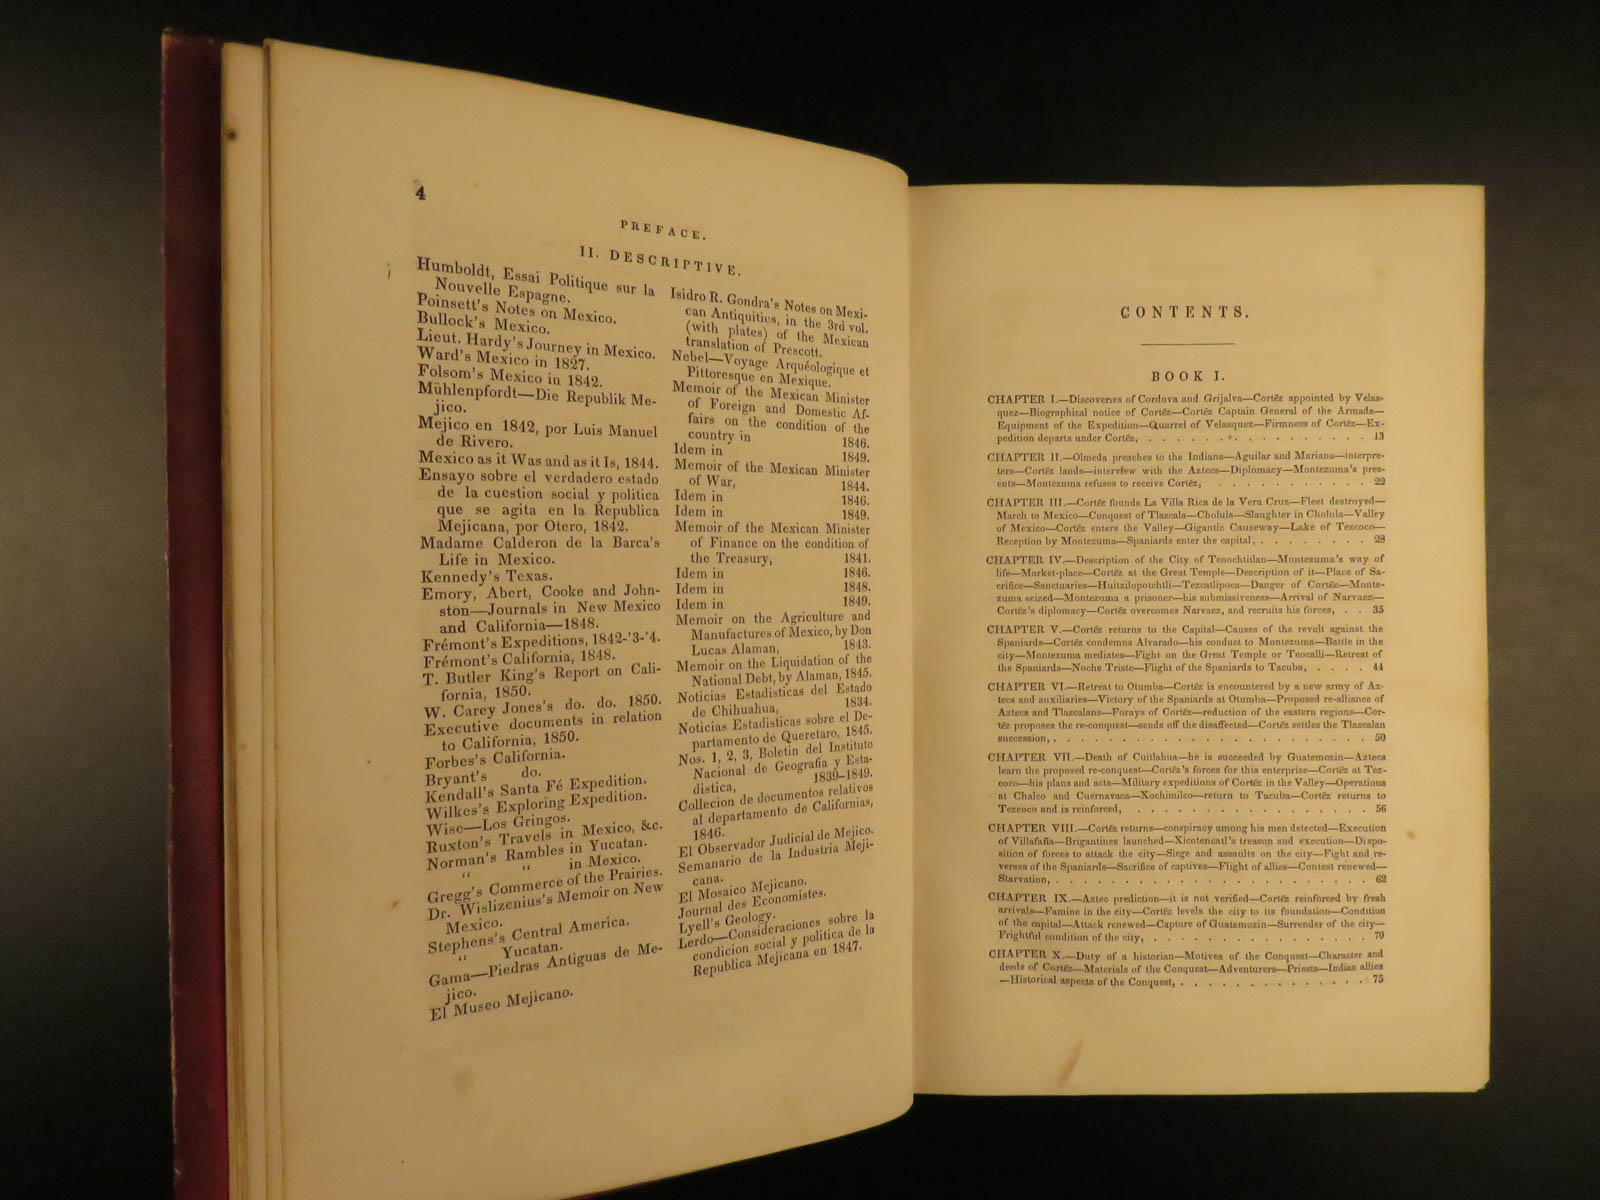 4
PREFACE.
II. DESCRIPTIVE.
Humboldt, Essai Politique sur la
Nouvelle Espagne.
Poinsett's Notes on Mexico.
Bullock's Mexico.
Lieut. Hardy's Journey in Mexico.
Ward's Mexico in 1827.
Folsom's Mexico in 1842.
Mühlenpfordt—Die Republik Me-
jico.
Mejico en 1842, por Luis Manuel
de Rivero.
Mexico as it Was and as it Is, 1844.
Ensayo sobre el verdadero estado
de la cuestion social y politica
que se agita en la Republica
Mejicana, por Otero, 1842.
Madame Calderon de la Barca's
Life in Mexico.
Kennedy's Texas.
Emory, Abert, Cooke and John-
ston—Journals in New Mexico
and California—1848.
Frémont's Expeditions, 1842-'3-'4.
Frémont's California, 1848.
T. Butler King's Report on Cali-
fornia, 1850.
W. Carey Jones's do. do. 1850.
Executive documents in relation
to California, 1850.
Forbes's California.
Bryant's do.
Kendall's Santa Fé Expedition.
Wilkes's Exploring Expedition.
Wise—Los Gringos.
Ruxton's Travels in Mexico, &c.
Norman's Rambles in Yucatan.
" " in Mexico.
Gregg's Commerce of the Prairies.
Dr. Wislizenius's Memoir on New
Mexico.
Stephens's Central America.
" Yucatan.
Gama—Piedras Antiguas de Me-
jico.
El Museo Mejicano.
Isidro R. Gondra's Notes on Mexi-
can Antiquities, in the 3rd vol.
(with plates) of the Mexican
translation of Prescott.
Nebel—Voyage Arquéologique et
Pittoresque en Mexique.
Memoir of the Mexican Minister
of Foreign and Domestic Af-
fairs on the condition of the
country in 1846.
Idem in 1849.
Memoir of the Mexican Minister
of War, 1844.
Idem in 1846.
Idem in 1849.
Memoir of the Mexican Minister
of Finance on the condition of
the Treasury, 1841.
Idem in 1846.
Idem in 1848.
Idem in 1849.
Memoir on the Agriculture and
Manufactures of Mexico, by Don
Lucas Alaman, 1843.
Memoir on the Liquidation of the
National Debt, by Alaman, 1845.
Noticias Estadisticas del Estado
de Chihuahua, 1834.
Noticias Estadisticas sobre el De-
partamento de Queretaro, 1845.
Nos. 1, 2, 3, Boletin del Instituto
Nacional de Geografia y Esta-
distica, 1839-1849.
Collecion de documentos relativos
al departamento de Californias,
1846.
El Observador Judicial de Mejico.
Semanario de la Industria Meji-
cana.
El Mosaico Mejicano.
Journal des Economistes.
Lyell's Geology.
Lerdo—Consideraciones sobre la
condicion social y politica de la
Republica Mejicana en 1847.
CONTENTS.
BOOK I.
CHAPTER I.—Discoveries of Cordova and Grijalva—Cortéz appointed by Velas-
quez—Biographical notice of Cortéz—Cortéz Captain General of the Armada—
Equipment of the Expedition—Quarrel of Velasquez—Firmness of Cortéz—Ex-
pedition departs under Cortéz, . . . . . . . . . . . . . . . . . 13
CHAPTER II.—Olmeda preaches to the Indians—Aguilar and Mariana—interpre-
ters—Cortéz lands—interview with the Aztecs—Diplomacy—Montezuma's pres-
ents—Montezuma refuses to receive Cortéz, . . . . . . . . . . . . 22
CHAPTER III.—Cortéz founds La Villa Rica de la Vera Cruz—Fleet destroyed—
March to Mexico—Conquest of Tlascala—Cholula—Slaughter in Cholula—Valley
of Mexico—Cortéz enters the Valley—Gigantic Causeway—Lake of Tezcoco—
Reception by Montezuma—Spaniards enter the capital, . . . . . . . . 28
CHAPTER IV.—Description of the City of Tenochtitlan—Montezuma's way of
life—Market-place—Cortéz at the Great Temple—Description of it—Place of Sa-
crifice—Sanctuaries—Huitzilopotchtli—Tezcatlipoca—Danger of Cortéz—Monte-
zuma seized—Montezuma a prisoner—his submissiveness—Arrival of Narvaez—
Cortéz's diplomacy—Cortéz overcomes Narvaez, and recruits his forces, . . 35
CHAPTER V.—Cortéz returns to the Capital—Causes of the revolt against the
Spaniards—Cortéz condemns Alvarado—his conduct to Montezuma—Battle in the
city—Montezuma mediates—Fight on the Great Temple or Teocalli—Retreat of
the Spaniards—Noche Triste—Flight of the Spaniards to Tacuba, . . . . 44
CHAPTER VI.—Retreat to Otumba—Cortéz is encountered by a new army of Az-
tecs and auxiliaries—Victory of the Spaniards at Otumba—Proposed re-alliance of
Aztecs and Tlascalans—Forays of Cortéz—reduction of the eastern regions—Cor-
téz proposes the re-conquest—sends off the disaffected—Cortéz settles the Tlascalan
succession, . . . . . . . . . . . . . . . . . . . . . . . . . 50
CHAPTER VII.—Death of Cuitlahua—he is succeeded by Guatemozin—Aztecs
learn the proposed re-conquest—Cortéz's forces for this enterprise—Cortéz at Tez-
coco—his plans and acts—Military expeditions of Cortéz in the Valley—Operations
at Chalco and Cuernavaca—Xochimilco—return to Tacuba—Cortéz returns to
Tezcoco and is reinforced, . . . . . . . . . . . . . . . . . . . 56
CHAPTER VIII.—Cortéz returns—conspiracy among his men detected—Execution
of Villafaña—Brigantines launched—Xicotencatl's treason and execution—Dispo-
sition of forces to attack the city—Siege and assaults on the city—Fight and re-
verses of the Spaniards—Sacrifice of captives—Flight of allies—Contest renewed—
Starvation, . . . . . . . . . . . . . . . . . . . . . . . . . 62
CHAPTER IX.—Aztec prediction—it is not verified—Cortéz reinforced by fresh
arrivals—Famine in the city—Cortéz levels the city to its foundation—Condition
of the capital—Attack renewed—Capture of Guatemozin—Surrender of the city—
Frightful condition of the city, . . . . . . . . . . . . . . . . . 70
CHAPTER X.—Duty of a historian—Motives of the Conquest—Character and
deeds of Cortéz—Materials of the Conquest—Adventurers—Priests—Indian allies
—Historical aspects of the Conquest, . . . . . . . . . . . . . . . 75